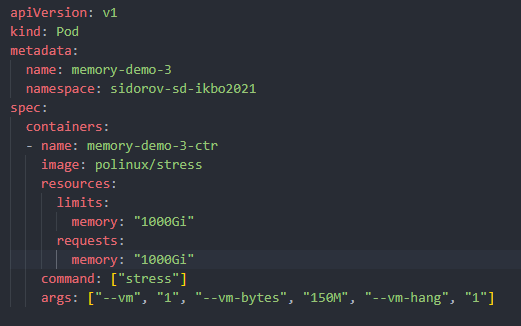 apiVersion: v1
kind: Pod
metadata:
  name: memory-demo-3
  namespace: sidorov-sd-ikbo2021
spec:
  containers:
  - name: memory-demo-3-ctr
    image: polinux/stress
    resources:
      limits:
        memory: "1000Gi"
      requests:
        memory: "1000Gi"
    command: ["stress"]
    args: ["--vm", "1", "--vm-bytes", "150M", "--vm-hang", "1"]